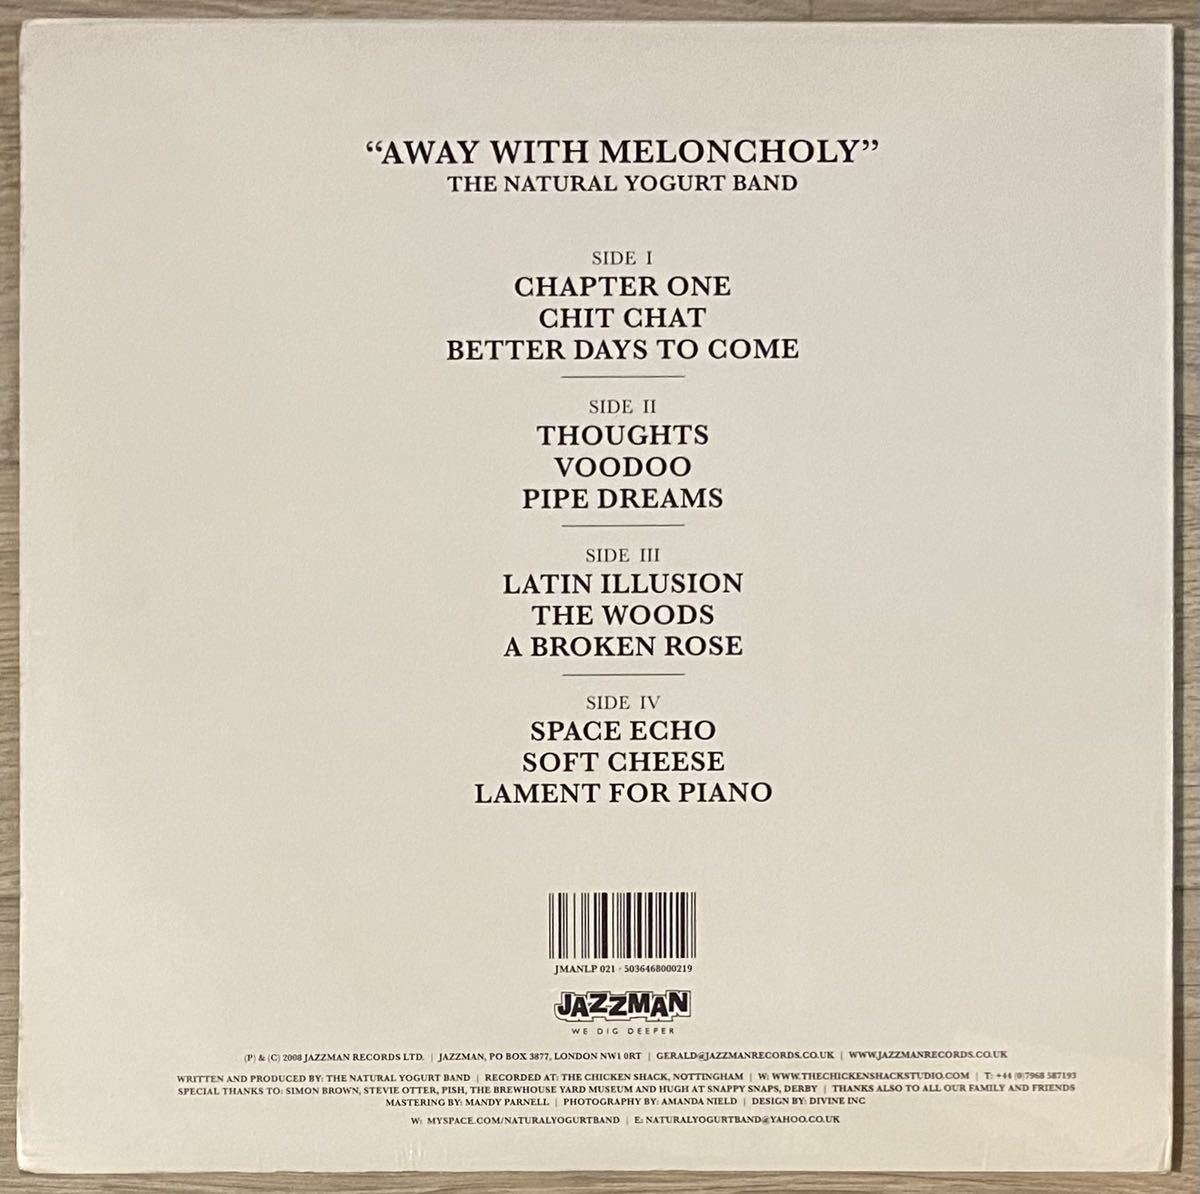 “AWAY WITH MELONCHOLY”
THE NATURAL YOGURT BAND
SIDE I
CHAPTER ONE
CHIT CHAT
BETTER DAYS TO COME
SIDE II
THOUGHTS
VOODOO
PIPE DREAMS
SIDE III
LATIN ILLUSION
THE WOODS
A BROKEN ROSE
SIDE IV
SPACE ECHO
SOFT CHEESE
LAMENT FOR PIANO
JMANLP 021 · 5036468000219
JAZZMAN
WE DIG DEEPER
(P) & (C) 2008 JAZZMAN RECORDS LTD. | JAZZMAN, PO BOX 3877, LONDON NW1 0RT | GERALD@JAZZMANRECORDS.CO.UK | WWW.JAZZMANRECORDS.CO.UK
WRITTEN AND PRODUCED BY: THE NATURAL YOGURT BAND | RECORDED AT: THE CHICKEN SHACK, NOTTINGHAM | W: WWW.THECHICKENSHACKSTUDIO.COM | T: +44 (0)7968 587193
SPECIAL THANKS TO: SIMON BROWN, STEVIE OTTER, PISH, THE BREWHOUSE YARD MUSEUM AND HUGH AT SNAPPY SNAPS, DERBY | THANKS ALSO TO ALL OUR FAMILY AND FRIENDS
MASTERING BY: MANDY PARNELL | PHOTOGRAPHY BY: AMANDA NIELD | DESIGN BY: DIVINE INC
W: MYSPACE.COM/NATURALYOGURTBAND | E: NATURALYOGURTBAND@YAHOO.CO.UK